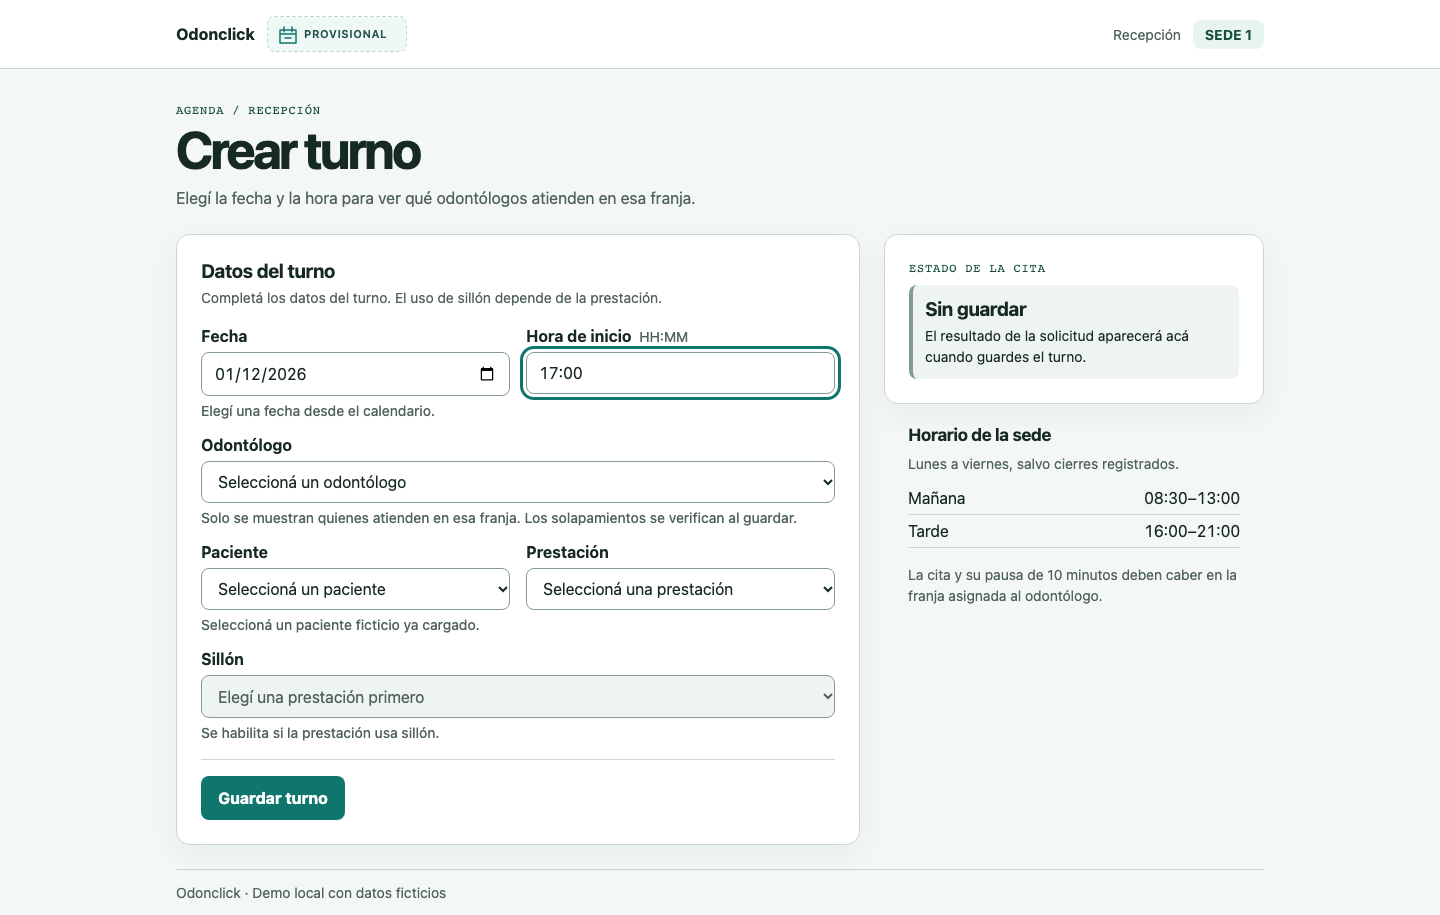 Odonclick
PROVISIONAL
Recepción
SEDE 1
AGENDA / RECEPCIÓN
Crear turno
Elegí la fecha y la hora para ver qué odontólogos atienden en esa franja.
Datos del turno
Completá los datos del turno. El uso de sillón depende de la prestación.
Fecha
Hora de inicio HH:MM
01/12/2026
17:00
Elegí una fecha desde el calendario.
Odontólogo
Seleccioná un odontólogo
Solo se muestran quienes atienden en esa franja. Los solapamientos se verifican al guardar.
Paciente
Prestación
Seleccioná un paciente
Seleccioná una prestación
Seleccioná un paciente ficticio ya cargado.
Sillón
Elegí una prestación primero
Se habilita si la prestación usa sillón.
Guardar turno
ESTADO DE LA CITA
Sin guardar
El resultado de la solicitud aparecerá acá
cuando guardes el turno.
Horario de la sede
Lunes a viernes, salvo cierres registrados.
Mañana 08:30–13:00
Tarde 16:00–21:00
La cita y su pausa de 10 minutos deben caber en la
franja asignada al odontólogo.
Odonclick · Demo local con datos ficticios